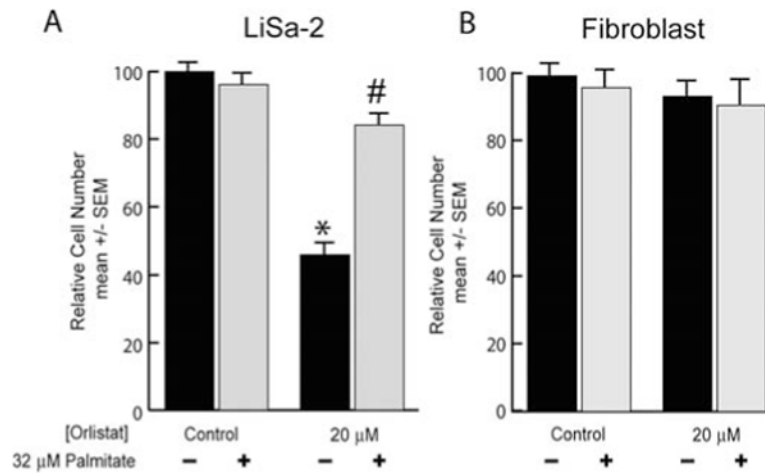 A
LiSa-2
Relative Cell Number
mean +/- SEM
100
80
60
40
20
0
*
#
B
Fibroblast
Relative Cell Number
mean +/- SEM
100
80
60
40
20
0
[Orlistat] Control 20 µM Control 20 µM
32 µM Palmitate − + − + − + − +